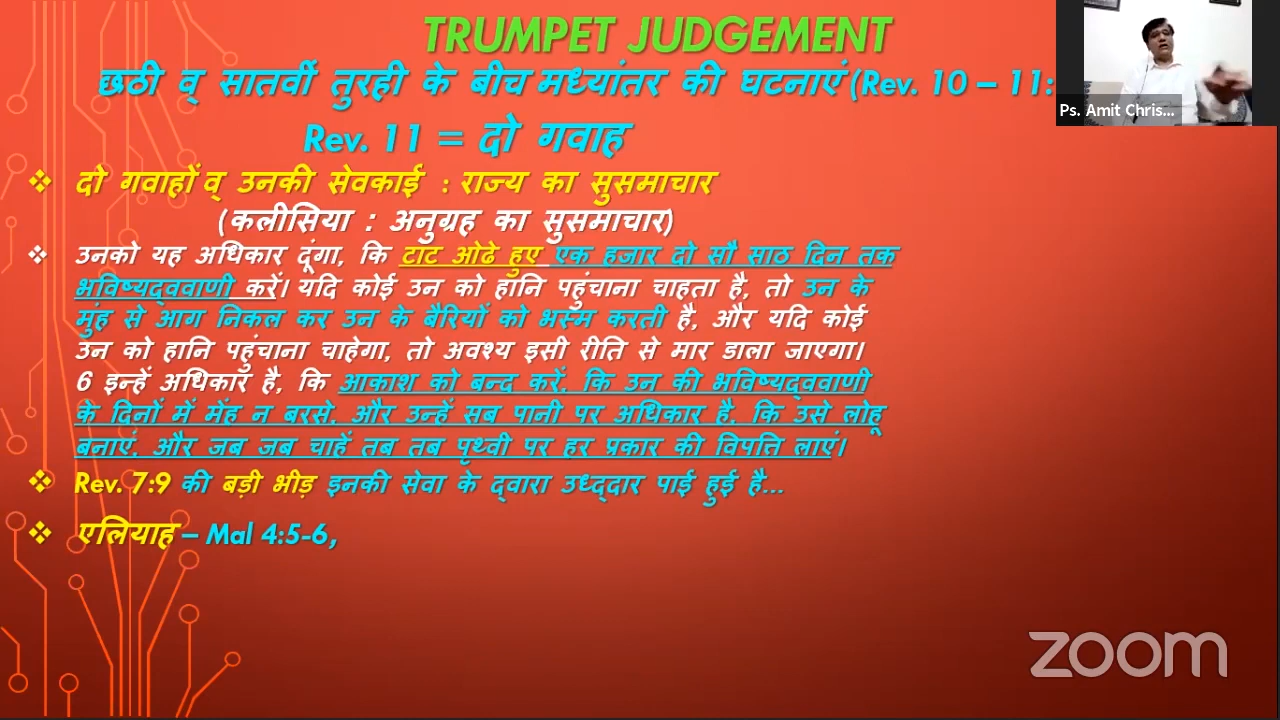 TRUMPET JUDGEMENT
छठी व् सातवीं तुरही के बीच मध्यांतर की घटनाएं (Rev. 10 – 11:
Ps. Amit Chris...
Rev. 11 = दो गवाह
❖ दो गवाहों व् उनकी सेवकाई : राज्य का सुसमाचार
(कलीसिया : अनुग्रह का सुसमाचार)
❖ उनको यह अधिकार दूंगा, कि टाट ओढे हुए एक हजार दो सौ साठ दिन तक
भविष्यद्ववाणी करें। यदि कोई उन को हानि पहुंचाना चाहता है, तो उन के
मुंह से आग निकल कर उन के बैरियों को भस्म करती है, और यदि कोई
उन को हानि पहुंचाना चाहेगा, तो अवश्य इसी रीति से मार डाला जाएगा।
6 इन्हें अधिकार है, कि आकाश को बन्द करें, कि उन की भविष्यद्ववाणी
के दिनों में मेंह न बरसे, और उन्हें सब पानी पर अधिकार है, कि उसे लोहू
बनाएं, और जब जब चाहें तब तब पृथ्वी पर हर प्रकार की विपत्ति लाएं।
❖ Rev. 7:9 की बड़ी भीड़ इनकी सेवा के द्वारा उध्द्दार पाई हुई है...
❖ एलियाह – Mal 4:5-6,
zoom